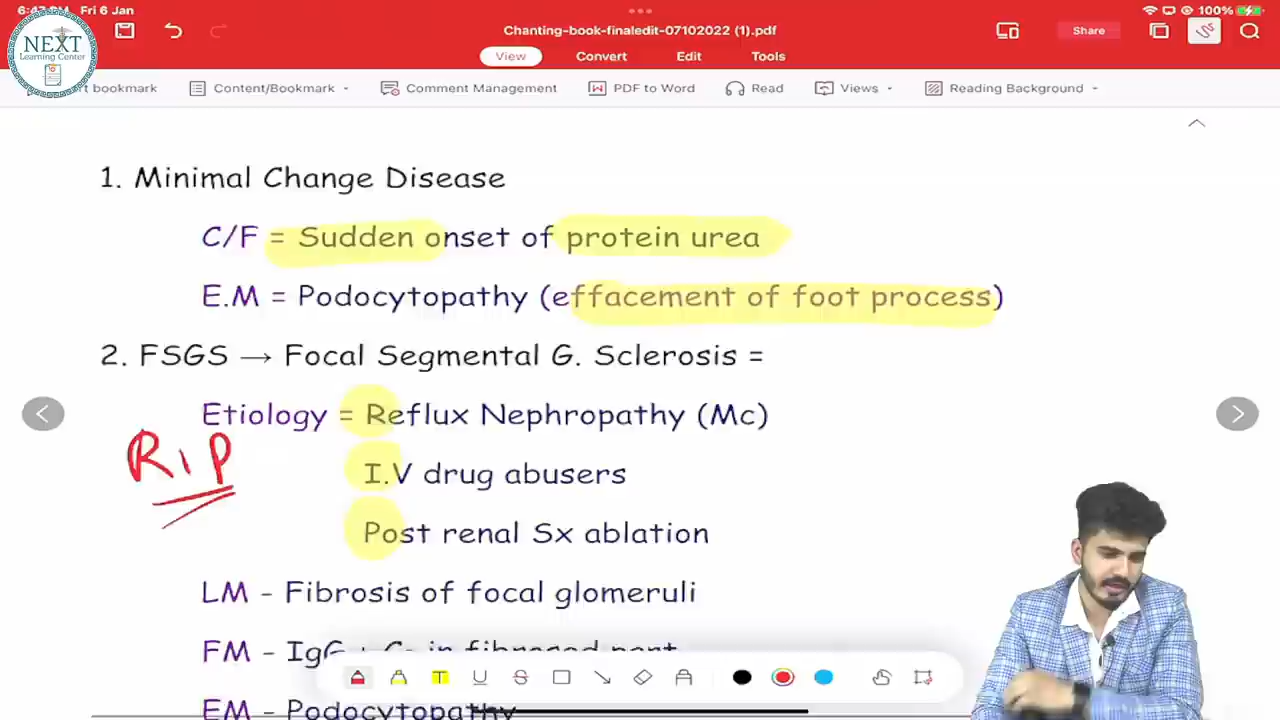 Fri 6 Jan
100%
NEXT
Learning Center
Chanting-book-finaledit-07102022 (1).pdf
Share
View Convert Edit Tools
bookmark Content/Bookmark Comment Management PDF to Word Read Views Reading Background
1. Minimal Change Disease
C/F = Sudden onset of protein urea
E.M = Podocytopathy (effacement of foot process)
2. FSGS → Focal Segmental G. Sclerosis =
Etiology = Reflux Nephropathy (Mc)
RIP
I.V drug abusers
Post renal Sx ablation
LM - Fibrosis of focal glomeruli
FM - IgG + in fibrosed part
EM - Podocytopathy